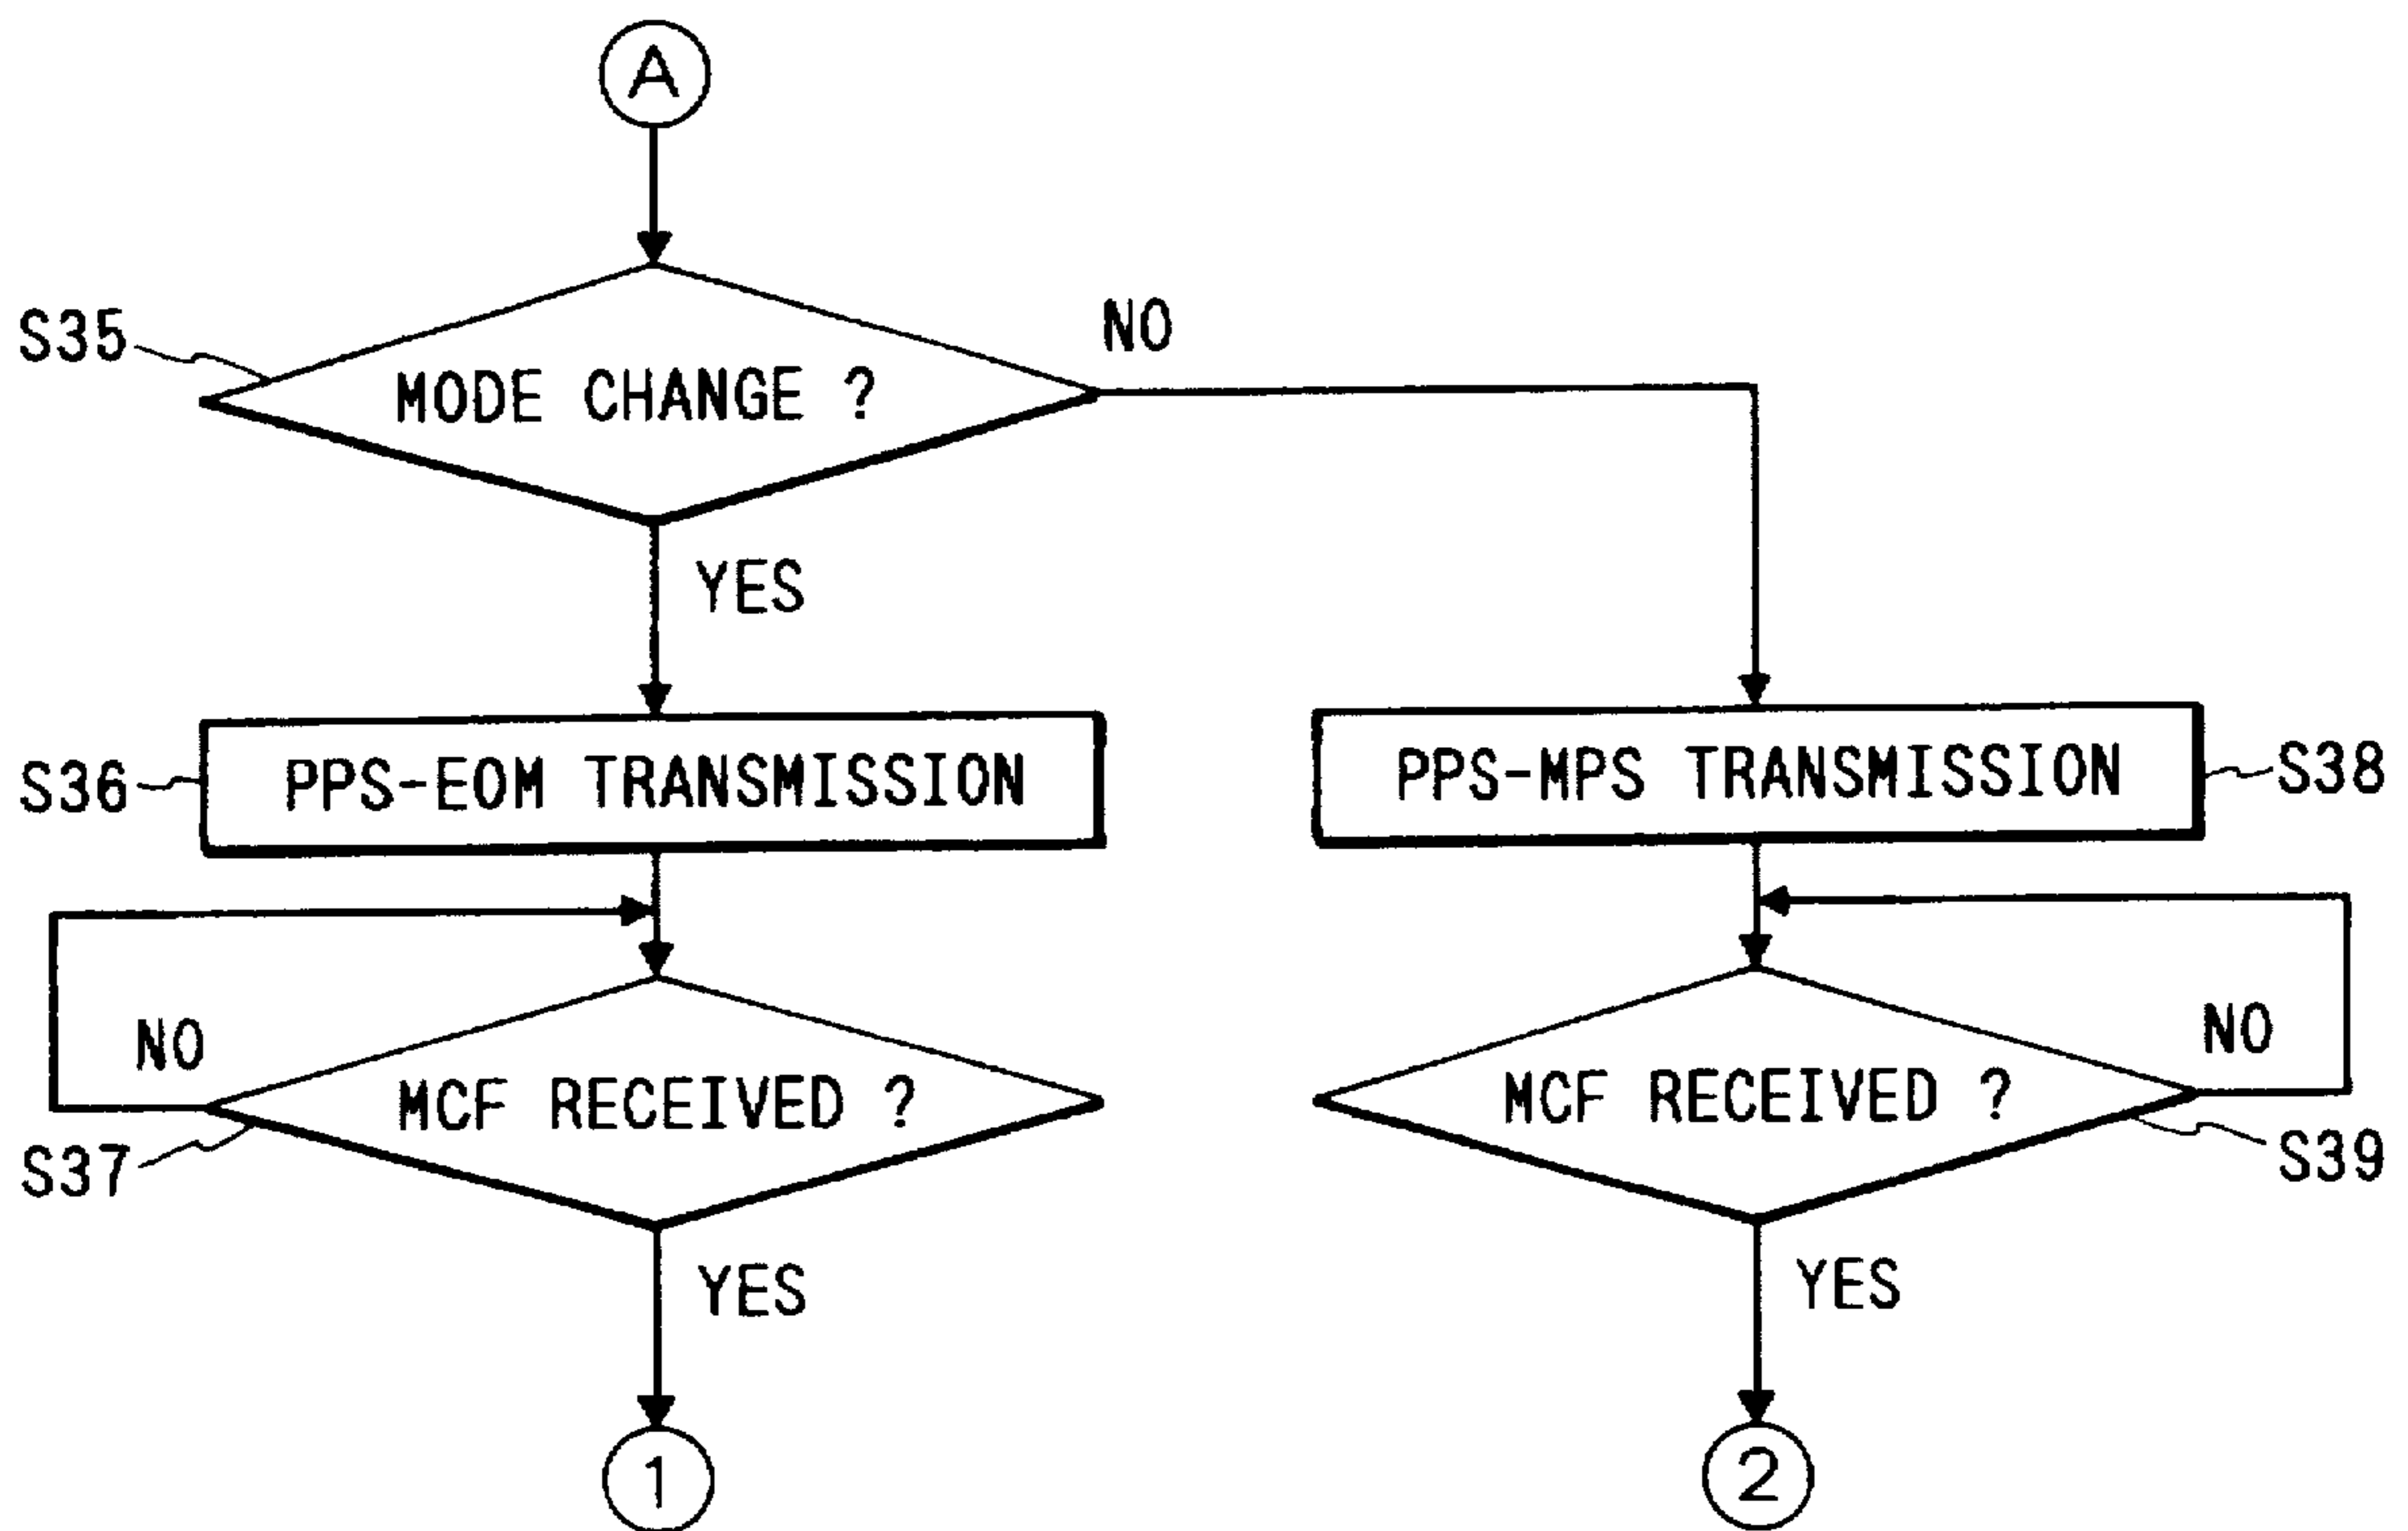 A
S35
MODE CHANGE ?
NO
YES
S36
PPS-EOM TRANSMISSION
PPS-MPS TRANSMISSION
S38
NO
MCF RECEIVED ?
S37
NO
MCF RECEIVED ?
S39
YES
YES
1
2